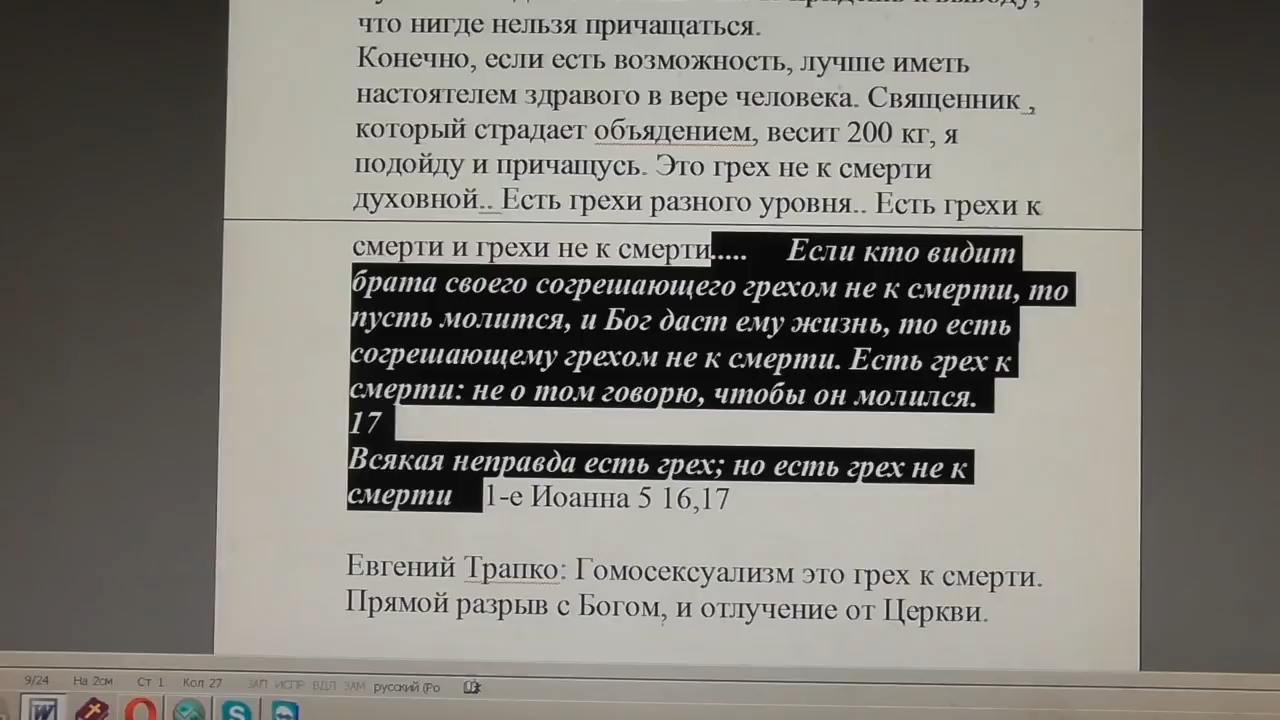 что нигде нельзя причащаться.
Конечно, если есть возможность, лучше иметь
настоятелем здравого в вере человека. Священник ,
который страдает объядением, весит 200 кг, я
подойду и причащусь. Это грех не к смерти
духовной.. Есть грехи разного уровня.. Есть грехи к
смерти и грехи не к смерти..... Если кто видит
брата своего согрешающего грехом не к смерти, то
пусть молится, и Бог даст ему жизнь, то есть
согрешающему грехом не к смерти. Есть грех к
смерти: не о том говорю, чтобы он молился.
17
Всякая неправда есть грех; но есть грех не к
смерти 1-е Иоанна 5 16,17
Евгений Трапко: Гомосексуализм это грех к смерти.
Прямой разрыв с Богом, и отлучение от Церкви.
9/24 На 2см Ст 1 Кол 27 ЗАП ИСПР ВДЛ ЗАМ русский (Ро